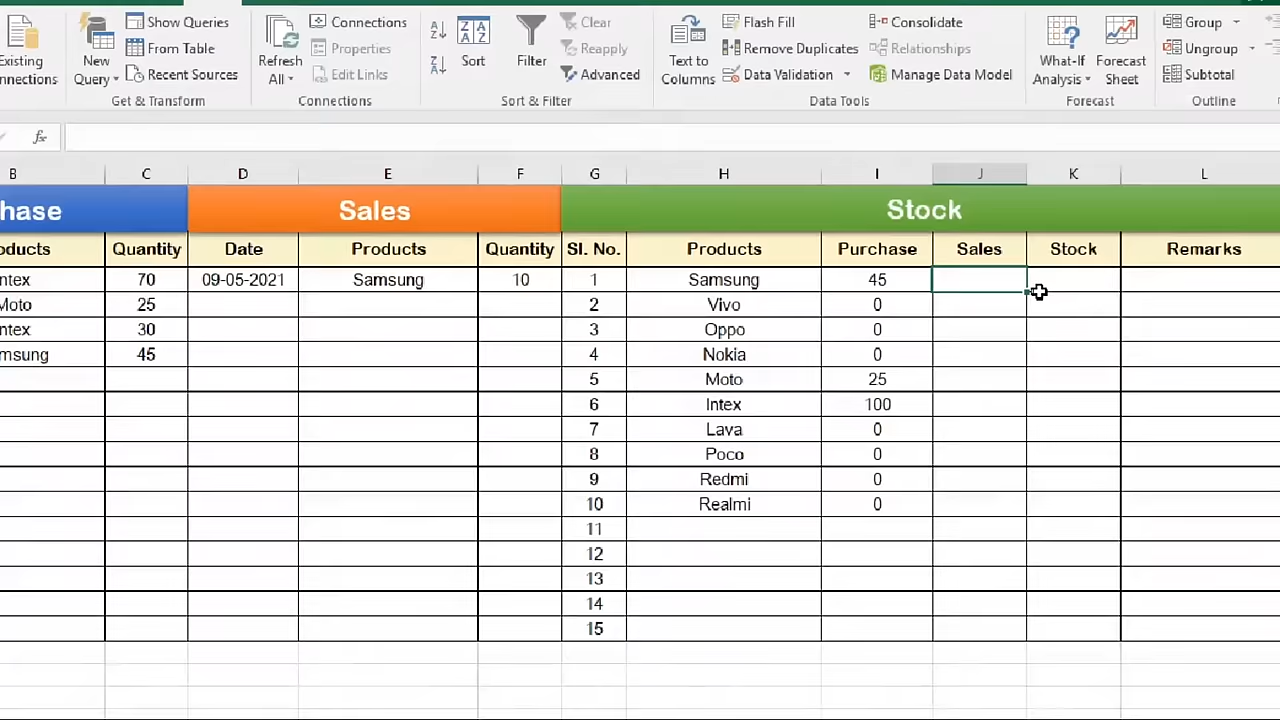 Existing Connections
New Query
Show Queries
From Table
Recent Sources
Get & Transform
Refresh All
Connections
Properties
Edit Links
Connections
Sort
Filter
Clear
Reapply
Advanced
Sort & Filter
Text to Columns
Flash Fill
Remove Duplicates
Data Validation
Consolidate
Relationships
Manage Data Model
Data Tools
What-If Analysis
Forecast Sheet
Forecast
Group
Ungroup
Subtotal
Outline
fx
B C D E F G H I J K L
hase Sales Stock
oducts Quantity Date Products Quantity Sl. No. Products Purchase Sales Stock Remarks
ntex 70 09-05-2021 Samsung 10 1 Samsung 45
Moto 25 2 Vivo 0
ntex 30 3 Oppo 0
msung 45 4 Nokia 0
5 Moto 25
6 Intex 100
7 Lava 0
8 Poco 0
9 Redmi 0
10 Realmi 0
11
12
13
14
15